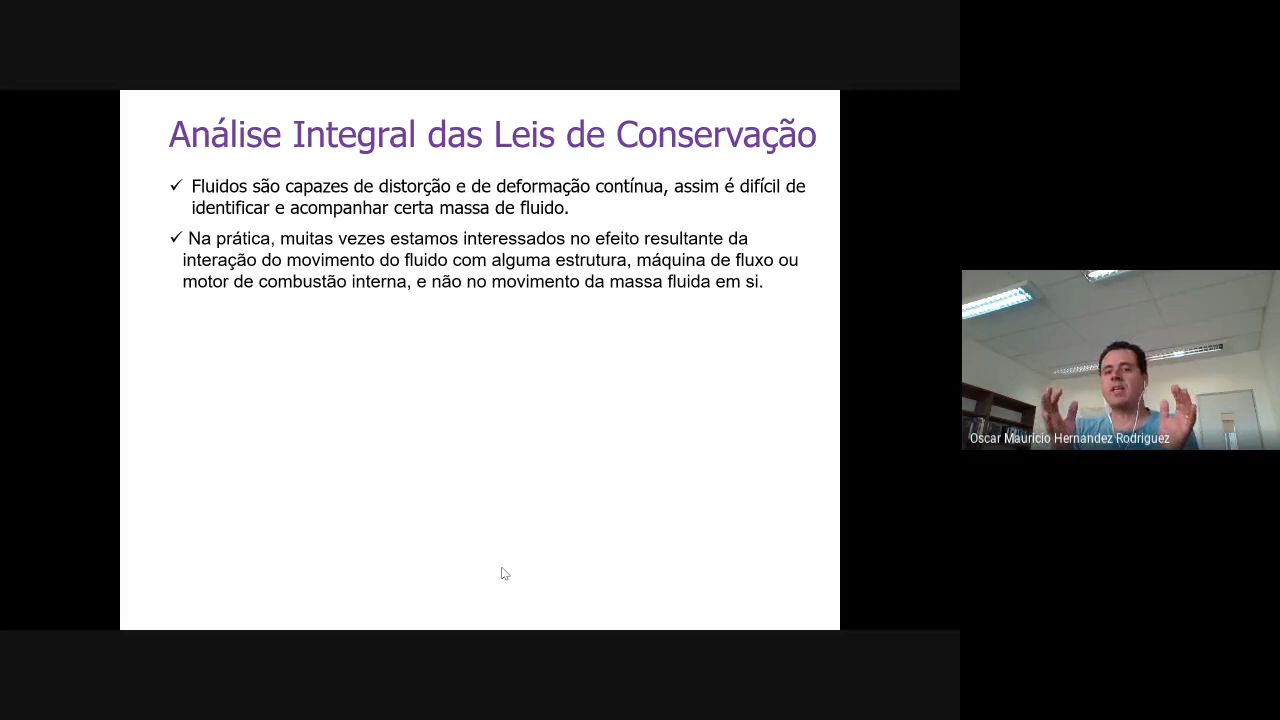 Análise Integral das Leis de Conservação
✓ Fluidos são capazes de distorção e de deformação contínua, assim é difícil de
identificar e acompanhar certa massa de fluido.
✓ Na prática, muitas vezes estamos interessados no efeito resultante da
interação do movimento do fluido com alguma estrutura, máquina de fluxo ou
motor de combustão interna, e não no movimento da massa fluida em si.
Oscar Mauricio Hernandez Rodriguez